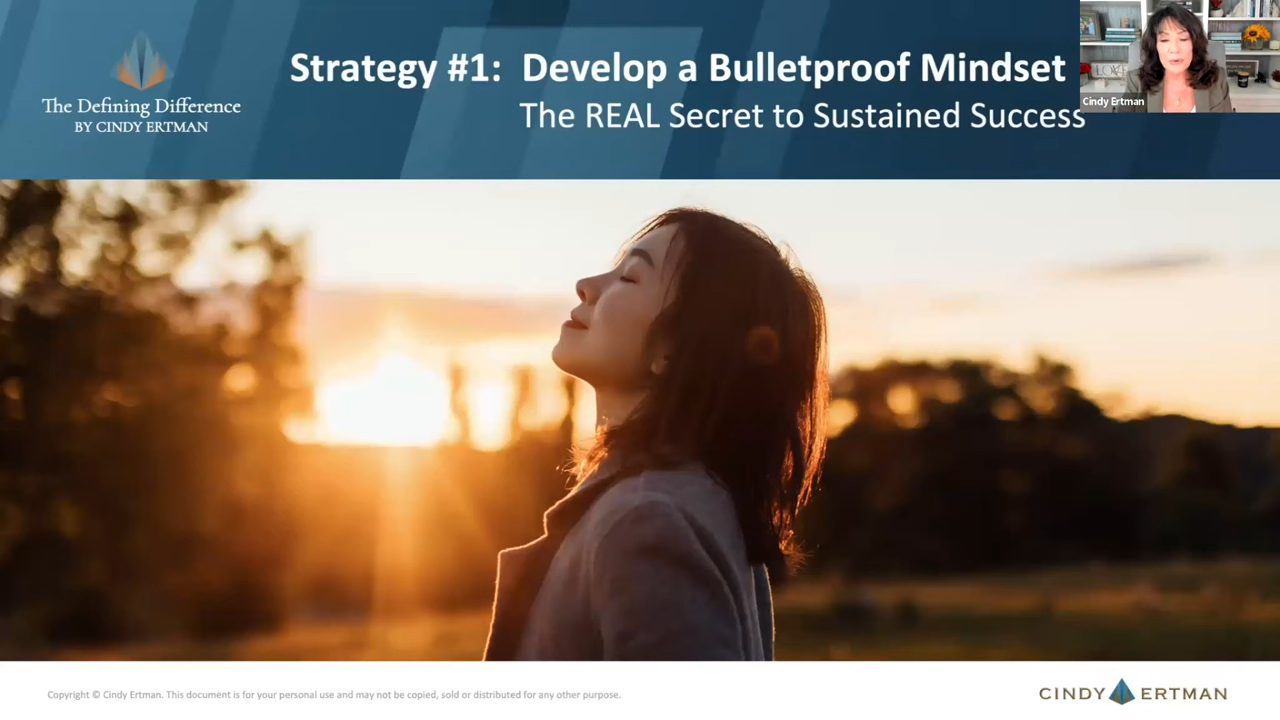 Strategy #1: Develop a Bulletproof Mindset
The REAL Secret to Sustained Success
The Defining Difference
BY CINDY ERTMAN
Cindy Ertman
Copyright © Cindy Ertman. This document is for your personal use and may not be copied, sold or distributed for any other purpose.
CINDY ERTMAN